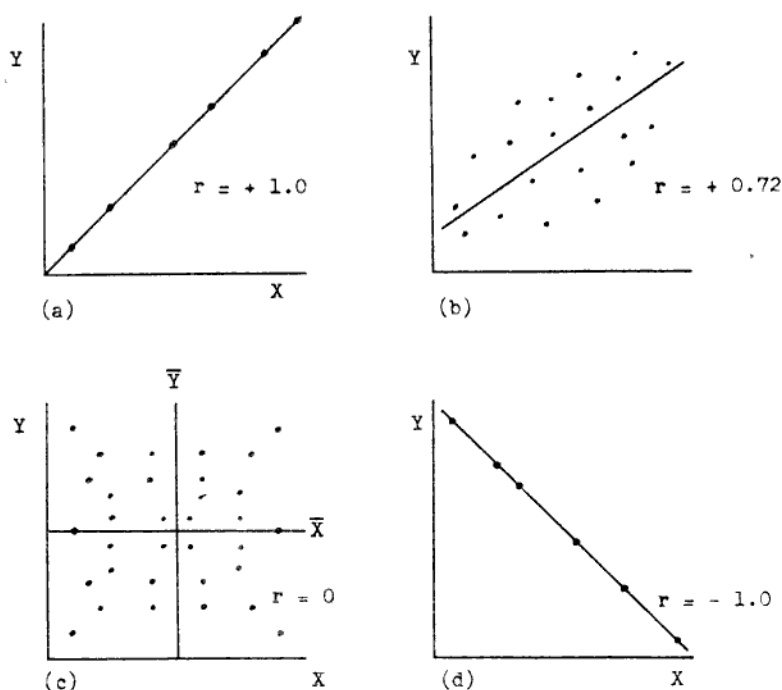 Y
r = + 1.0
X
(a)
Y
r = + 0.72
(b)
Y̅
Y
X̅
r = 0
(c)
X
Y
r = - 1.0
(d)
X